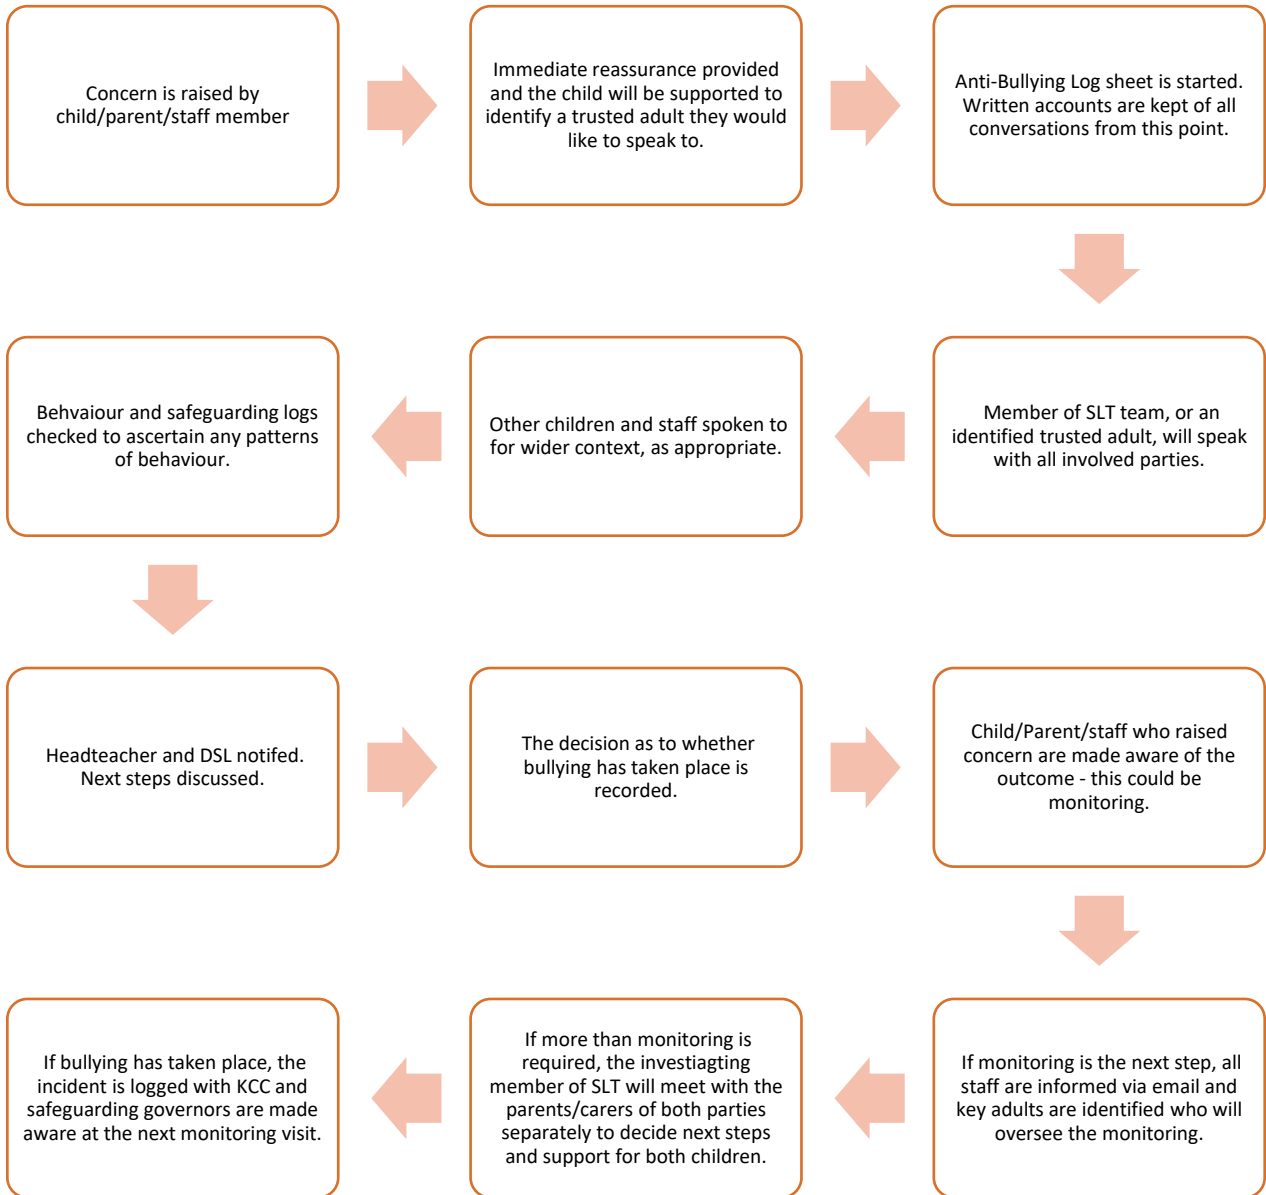 Concern is raised by
child/parent/staff member
Immediate reassurance provided
and the child will be supported to
identify a trusted adult they would
like to speak to.
Anti-Bullying Log sheet is started.
Written accounts are kept of all
conversations from this point.
Member of SLT team, or an
identified trusted adult, will speak
with all involved parties.
Other children and staff spoken to
for wider context, as appropriate.
Behvaiour and safeguarding logs
checked to ascertain any patterns
of behaviour.
Headteacher and DSL notifed.
Next steps discussed.
The decision as to whether
bullying has taken place is
recorded.
Child/Parent/staff who raised
concern are made aware of the
outcome - this could be
monitoring.
If monitoring is the next step, all
staff are informed via email and
key adults are identified who will
oversee the monitoring.
If more than monitoring is
required, the investiagting
member of SLT will meet with the
parents/carers of both parties
separately to decide next steps
and support for both children.
If bullying has taken place, the
incident is logged with KCC and
safeguarding governors are made
aware at the next monitoring visit.